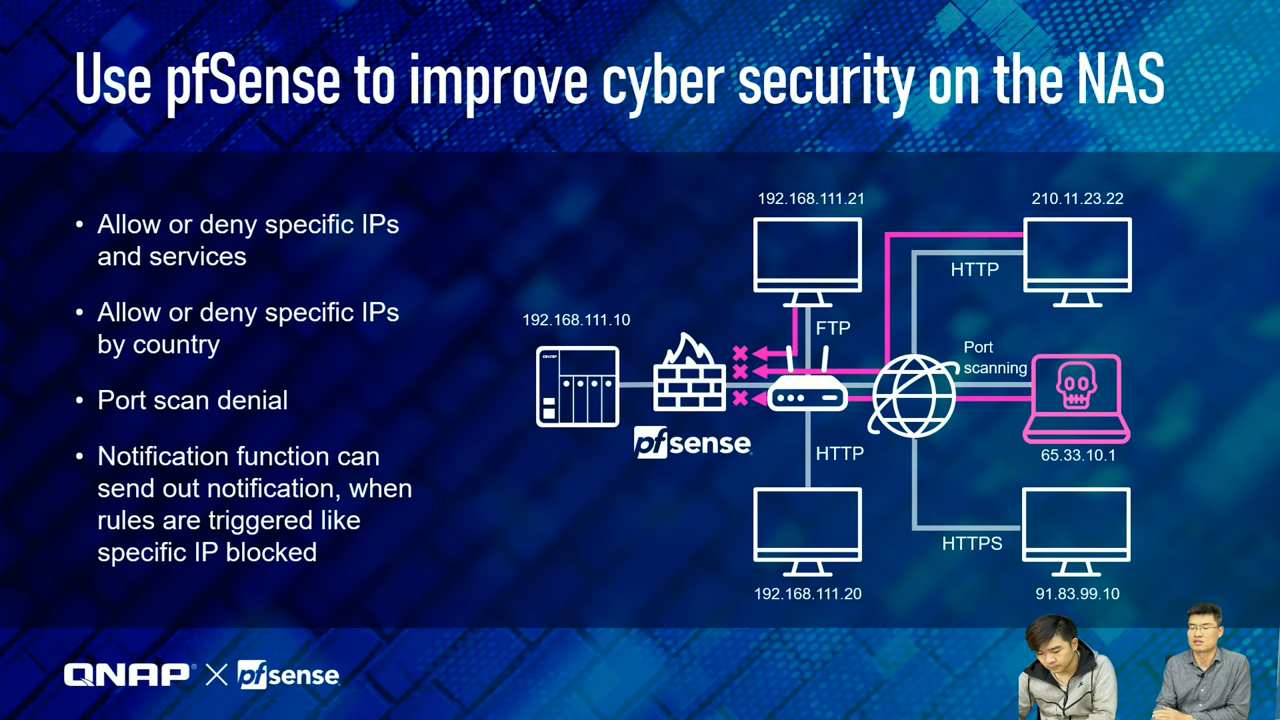 Use pfSense to improve cyber security on the NAS
• Allow or deny specific IPs
and services
• Allow or deny specific IPs
by country
• Port scan denial
• Notification function can
send out notification, when
rules are triggered like
specific IP blocked
192.168.111.21
210.11.23.22
HTTP
192.168.111.10
FTP
Port
scanning
QNAP
pfsense
HTTP
65.33.10.1
HTTPS
192.168.111.20
91.83.99.10
QNAP × pfsense